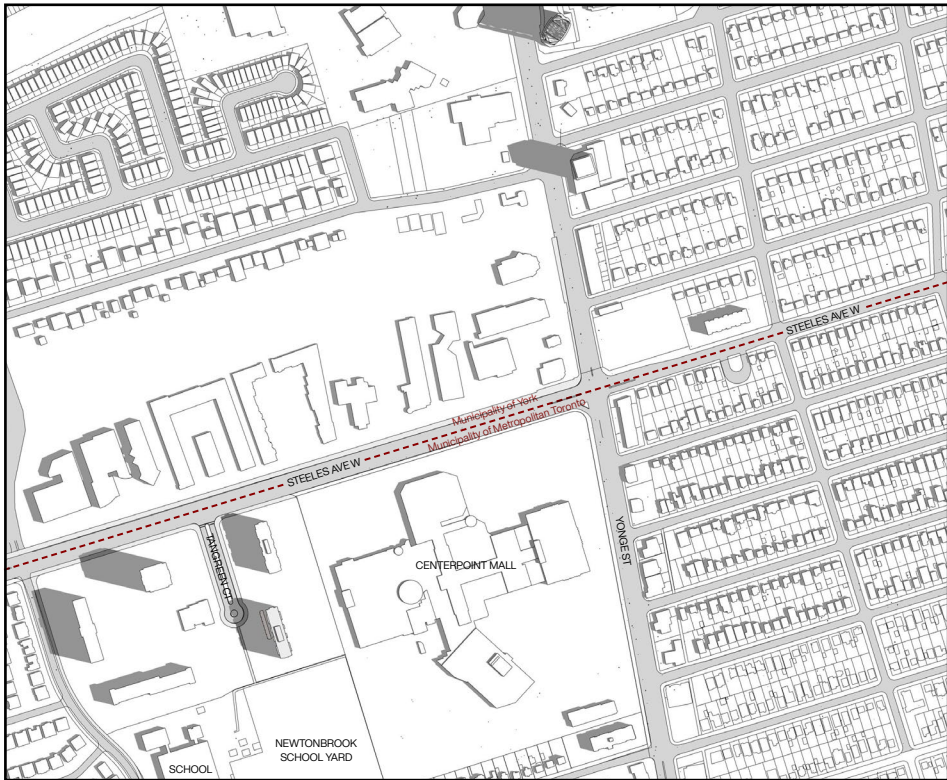 STEELES AVE W
Municipality of York
Municipality of Metropolitan Toronto
STEELES AVE W
TANGREEN CT
YONGE ST
CENTERPOINT MALL
NEWTONBROOK
SCHOOL YARD
SCHOOL